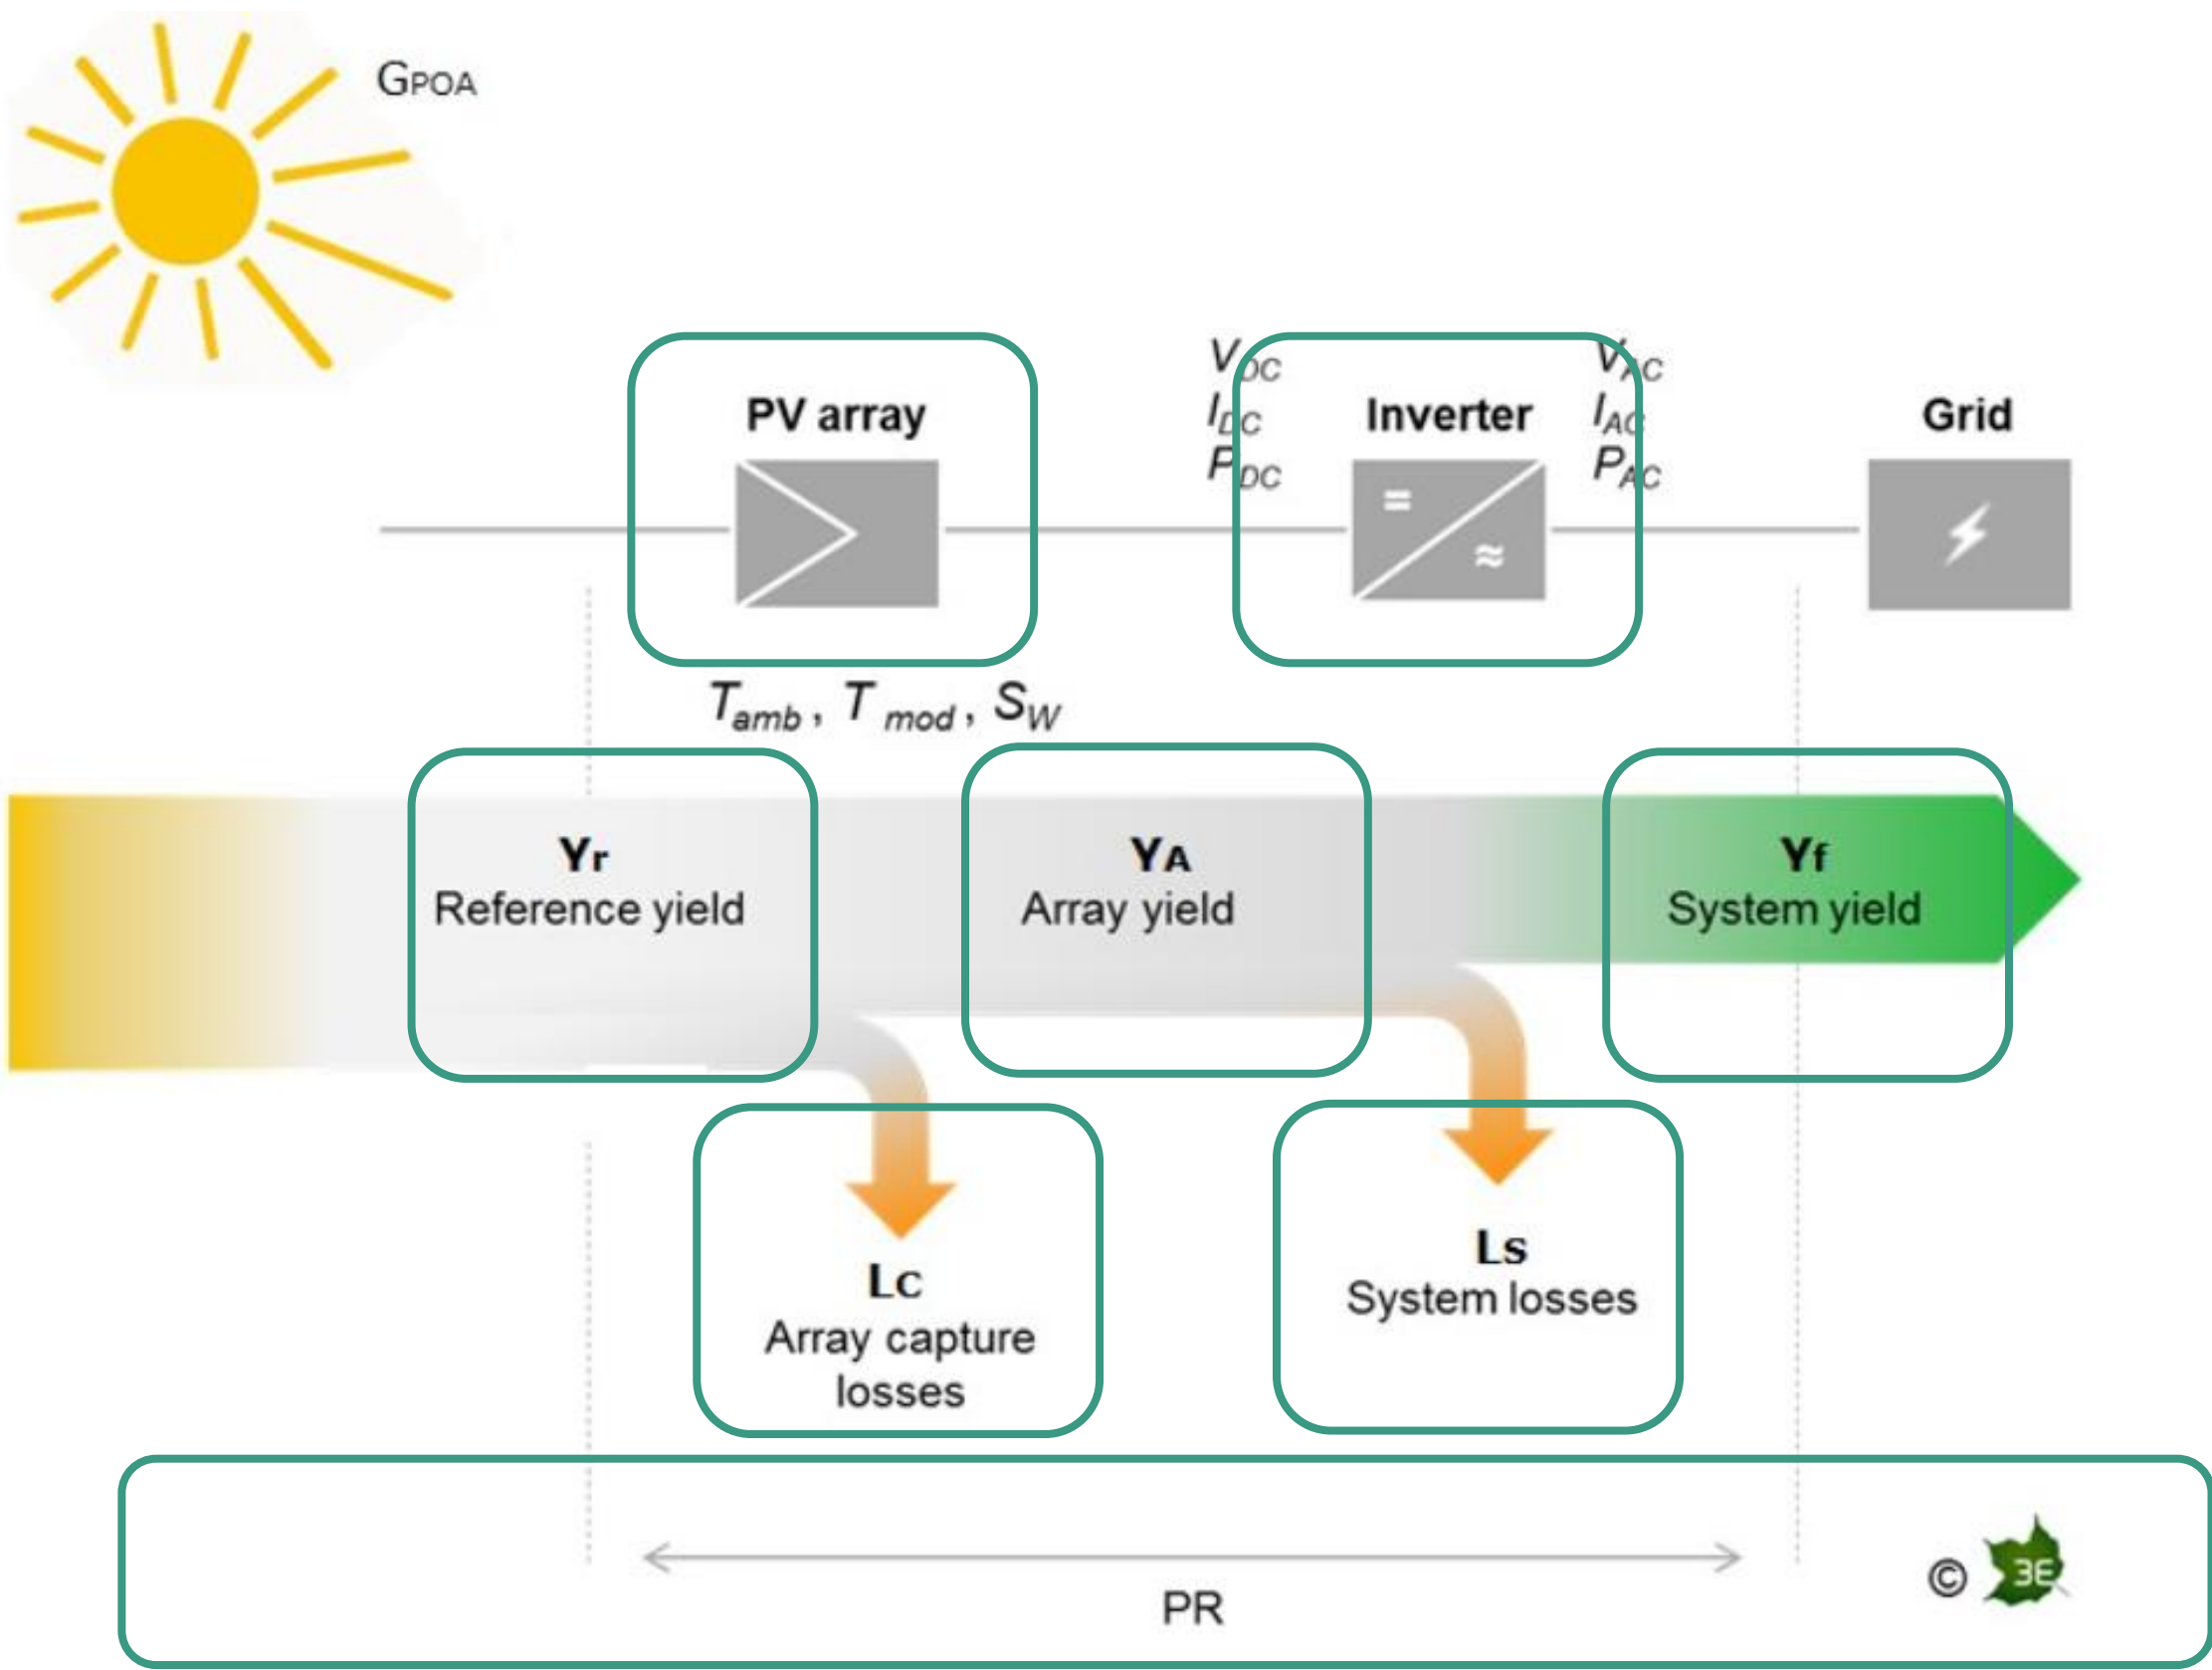 GPOA
PV array
VDC
IDC
PDC
Inverter
=
≈
VAC
IAC
PAC
Grid
Tamb , T mod , SW
Yr
Reference yield
YA
Array yield
Yf
System yield
Lc
Array capture
losses
Ls
System losses
PR
© 3E